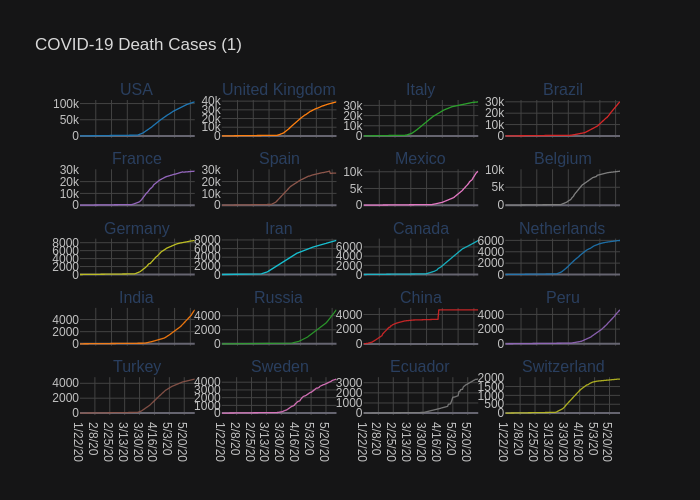 COVID-19 Death Cases (1)
USA United Kingdom Italy Brazil
100k 50k 0 40k 30k 20k 10k 0 30k 20k 10k 0 30k 20k 10k 0
France Spain Mexico Belgium
30k 20k 10k 0 30k 20k 10k 0 10k 5k 0 10k 5k 0
Germany Iran Canada Netherlands
8000 6000 4000 2000 0 8000 6000 4000 2000 0 6000 4000 2000 0 6000 4000 2000 0
India Russia China Peru
4000 2000 0 4000 2000 0 4000 2000 0 4000 2000 0
Turkey Sweden Ecuador Switzerland
4000 2000 0 4000 3000 2000 1000 0 3000 2000 1000 0 2000 1500 1000 500 0
1/22/20 2/8/20 2/25/20 3/13/20 3/30/20 4/16/20 5/3/20 5/20/20 1/22/20 2/8/20 2/25/20 3/13/20 3/30/20 4/16/20 5/3/20 5/20/20 1/22/20 2/8/20 2/25/20 3/13/20 3/30/20 4/16/20 5/3/20 5/20/20 1/22/20 2/8/20 2/25/20 3/13/20 3/30/20 4/16/20 5/3/20 5/20/20